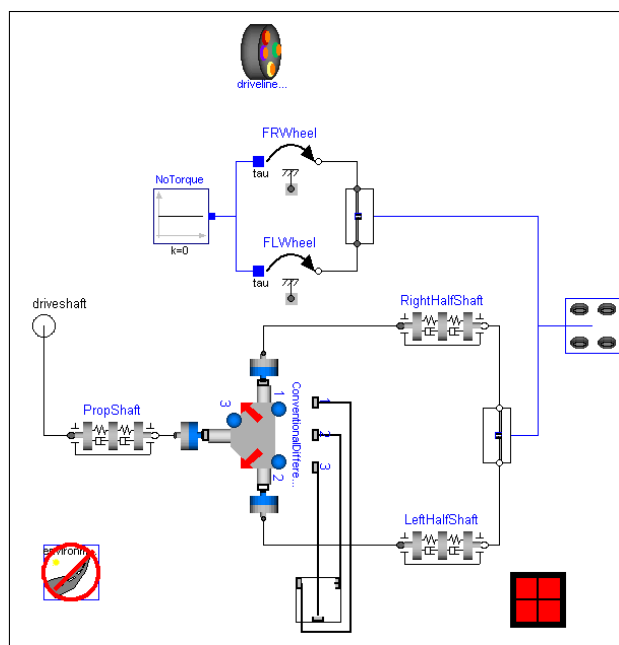 driveline...
FRWheel
NoTorque
tau
k=0
FLWheel
tau
driveshaft
RightHalfShaft
PropShaft
1
3
2
ConventionalDiffere...
1
2
3
LeftHalfShaft